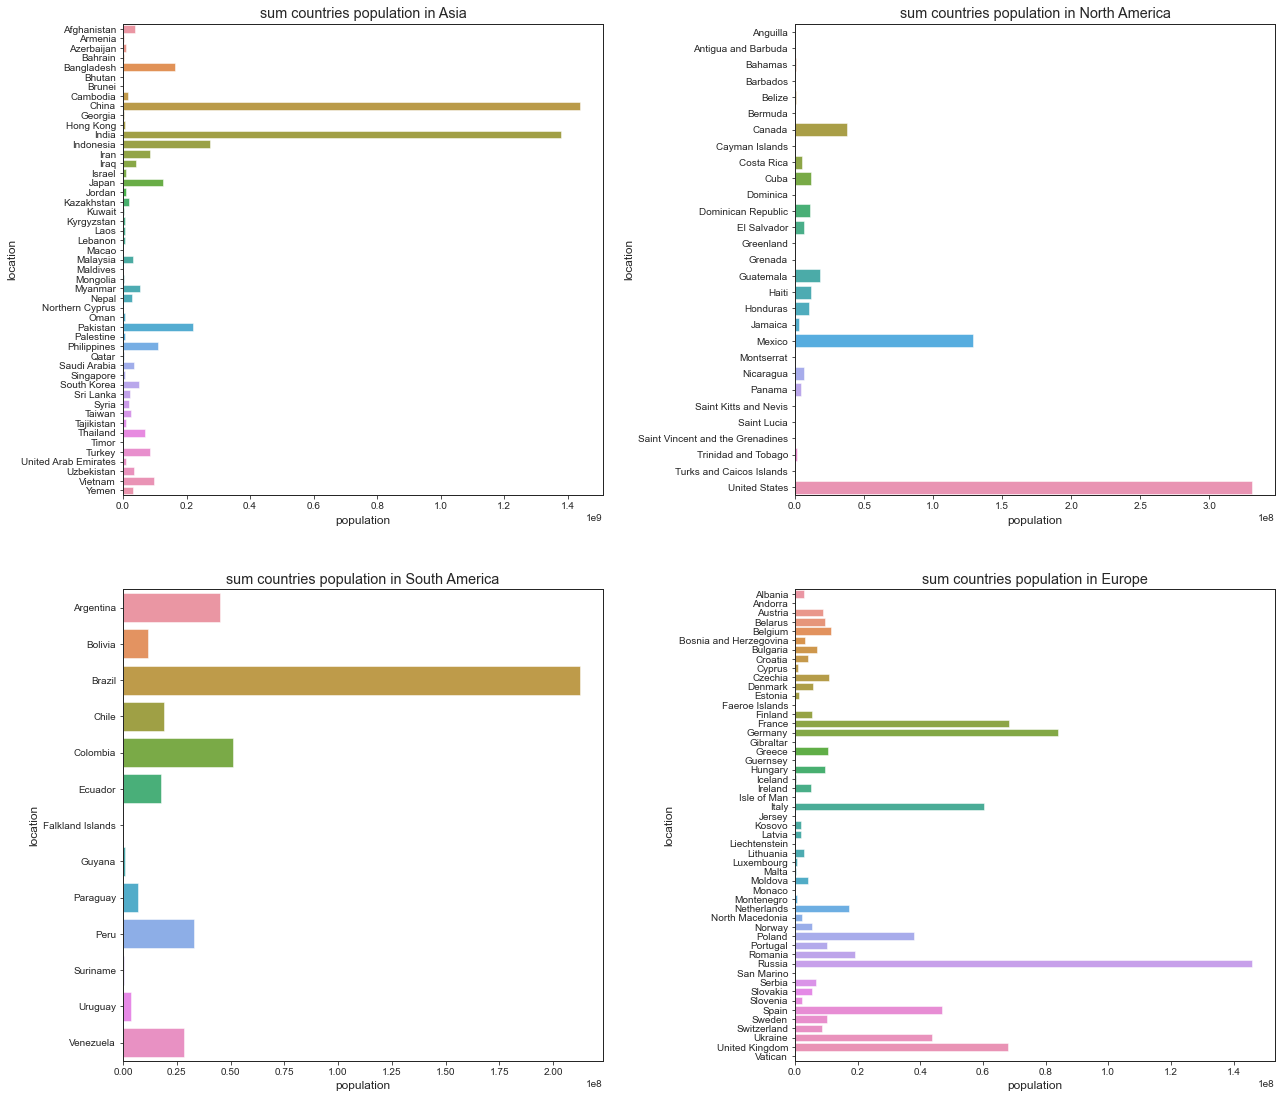 sum countries population in Asia
Afghanistan
Armenia
Azerbaijan
Bahrain
Bangladesh
Bhutan
Brunei
Cambodia
China
Georgia
Hong Kong
India
Indonesia
Iran
Iraq
Israel
Japan
Jordan
Kazakhstan
Kuwait
Kyrgyzstan
Laos
Lebanon
Macao
Malaysia
Maldives
Mongolia
Myanmar
Nepal
Northern Cyprus
Oman
Pakistan
Palestine
Philippines
Qatar
Saudi Arabia
Singapore
South Korea
Sri Lanka
Syria
Taiwan
Tajikistan
Thailand
Timor
Turkey
United Arab Emirates
Uzbekistan
Vietnam
Yemen
location
0.0 0.2 0.4 0.6 0.8 1.0 1.2 1.4
population
1e9
sum countries population in North America
Anguilla
Antigua and Barbuda
Bahamas
Barbados
Belize
Bermuda
Canada
Cayman Islands
Costa Rica
Cuba
Dominica
Dominican Republic
El Salvador
Greenland
Grenada
Guatemala
Haiti
Honduras
Jamaica
Mexico
Montserrat
Nicaragua
Panama
Saint Kitts and Nevis
Saint Lucia
Saint Vincent and the Grenadines
Trinidad and Tobago
Turks and Caicos Islands
United States
location
0.0 0.5 1.0 1.5 2.0 2.5 3.0
population
1e8
sum countries population in South America
Argentina
Bolivia
Brazil
Chile
Colombia
Ecuador
Falkland Islands
Guyana
Paraguay
Peru
Suriname
Uruguay
Venezuela
location
0.00 0.25 0.50 0.75 1.00 1.25 1.50 1.75 2.00
population
1e8
sum countries population in Europe
Albania
Andorra
Austria
Belarus
Belgium
Bosnia and Herzegovina
Bulgaria
Croatia
Cyprus
Czechia
Denmark
Estonia
Faeroe Islands
Finland
France
Germany
Gibraltar
Greece
Guernsey
Hungary
Iceland
Ireland
Isle of Man
Italy
Jersey
Kosovo
Latvia
Liechtenstein
Lithuania
Luxembourg
Malta
Moldova
Monaco
Montenegro
Netherlands
North Macedonia
Norway
Poland
Portugal
Romania
Russia
San Marino
Serbia
Slovakia
Slovenia
Spain
Sweden
Switzerland
Ukraine
United Kingdom
Vatican
location
0.0 0.2 0.4 0.6 0.8 1.0 1.2 1.4
population
1e8